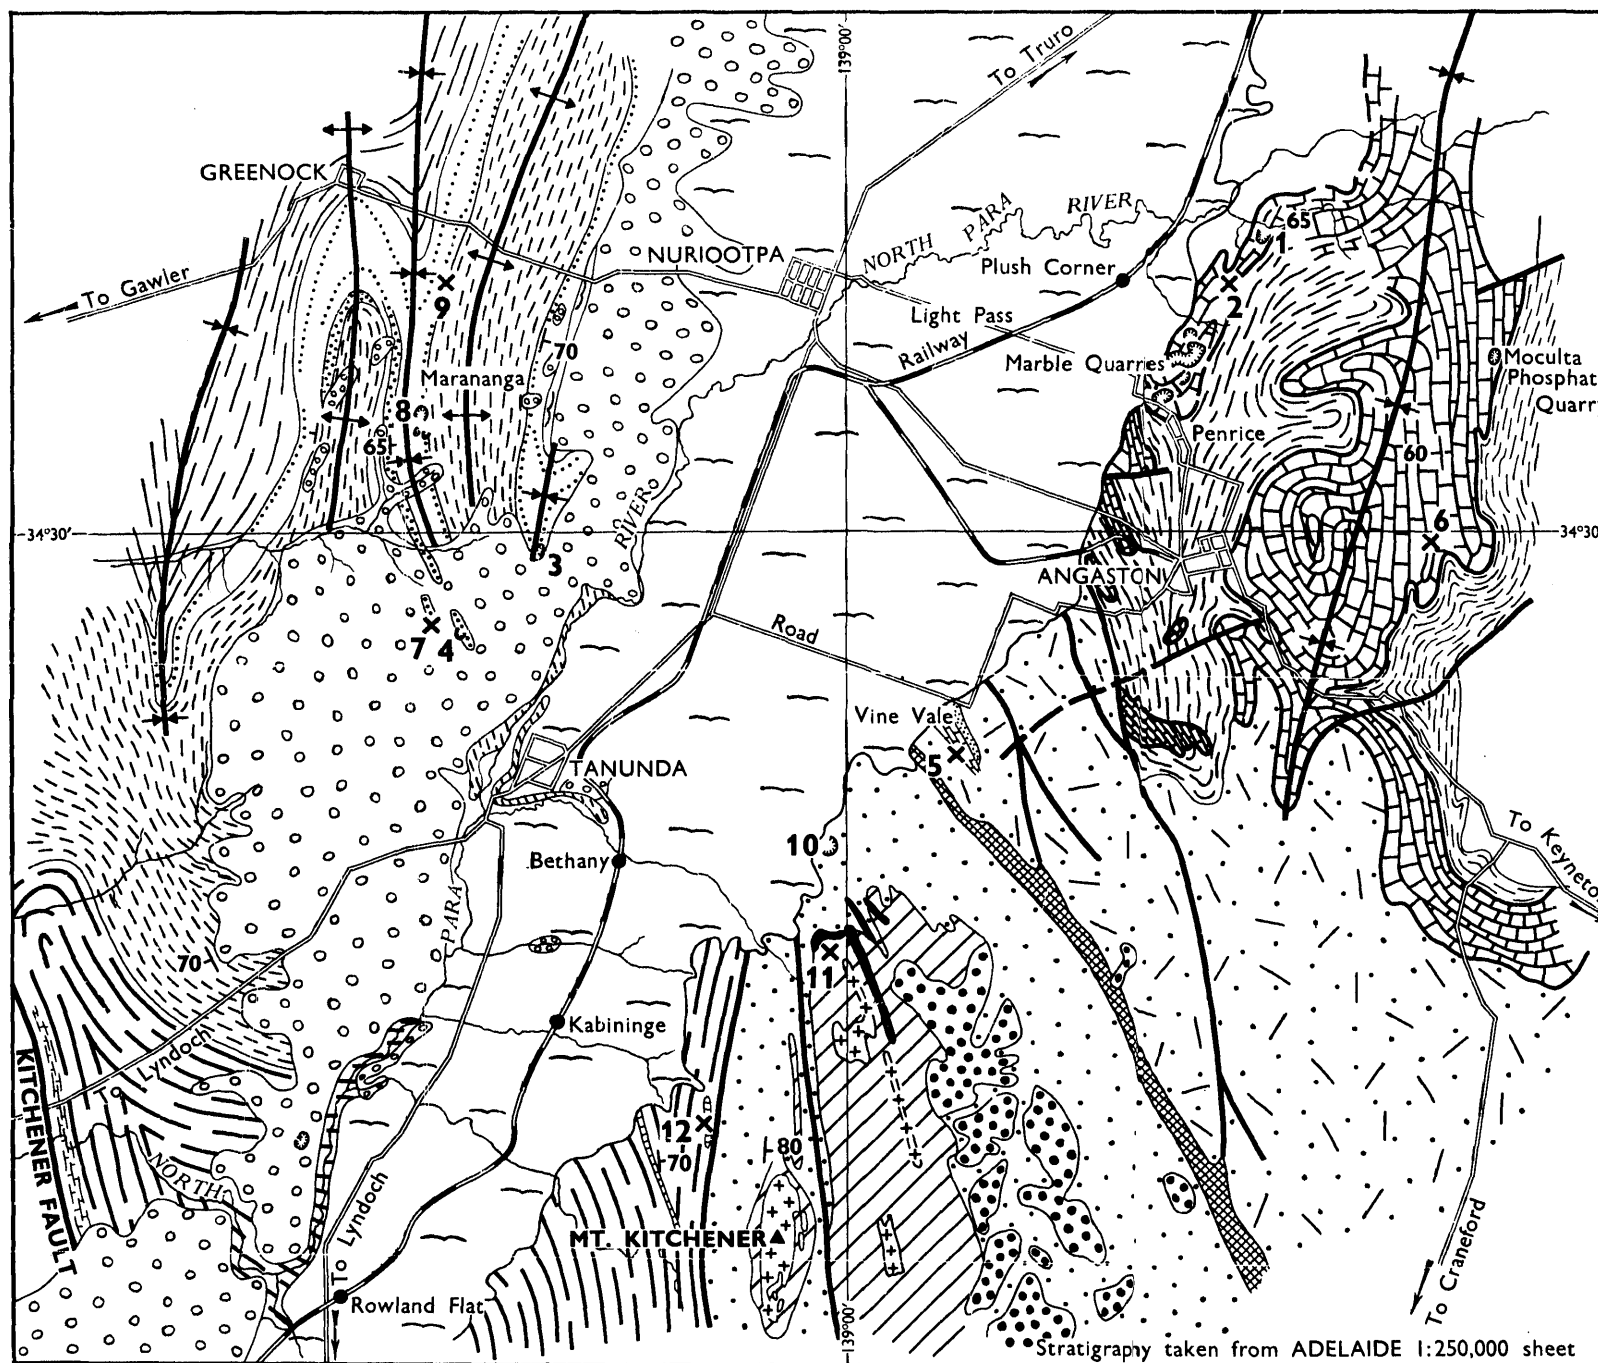 139°00'
To Truro
GREENOCK
NORTH PARA RIVER
65
1
NURIOOTPA
Plush Corner
To Gawler
2
9
Light Pass
Railway
70
Marble Quarries
Moculta
Phosphat
Quarr
Marananga
8
65
Penrice
60
RIVER
6
34°30'
34°30
3
ANGASTON
Road
7 4
Vine Vale
5
TANUNDA
To Keyneto
10
Bethany
PARA
70
11
Kabininge
To Lyndoch
KITCHENER FAULT
12
70
80
NORTH
To Lyndoch
MT. KITCHENER
To Craneford
Rowland Flat
139°00'
Stratigraphy taken from ADELAIDE 1:250,000 sheet